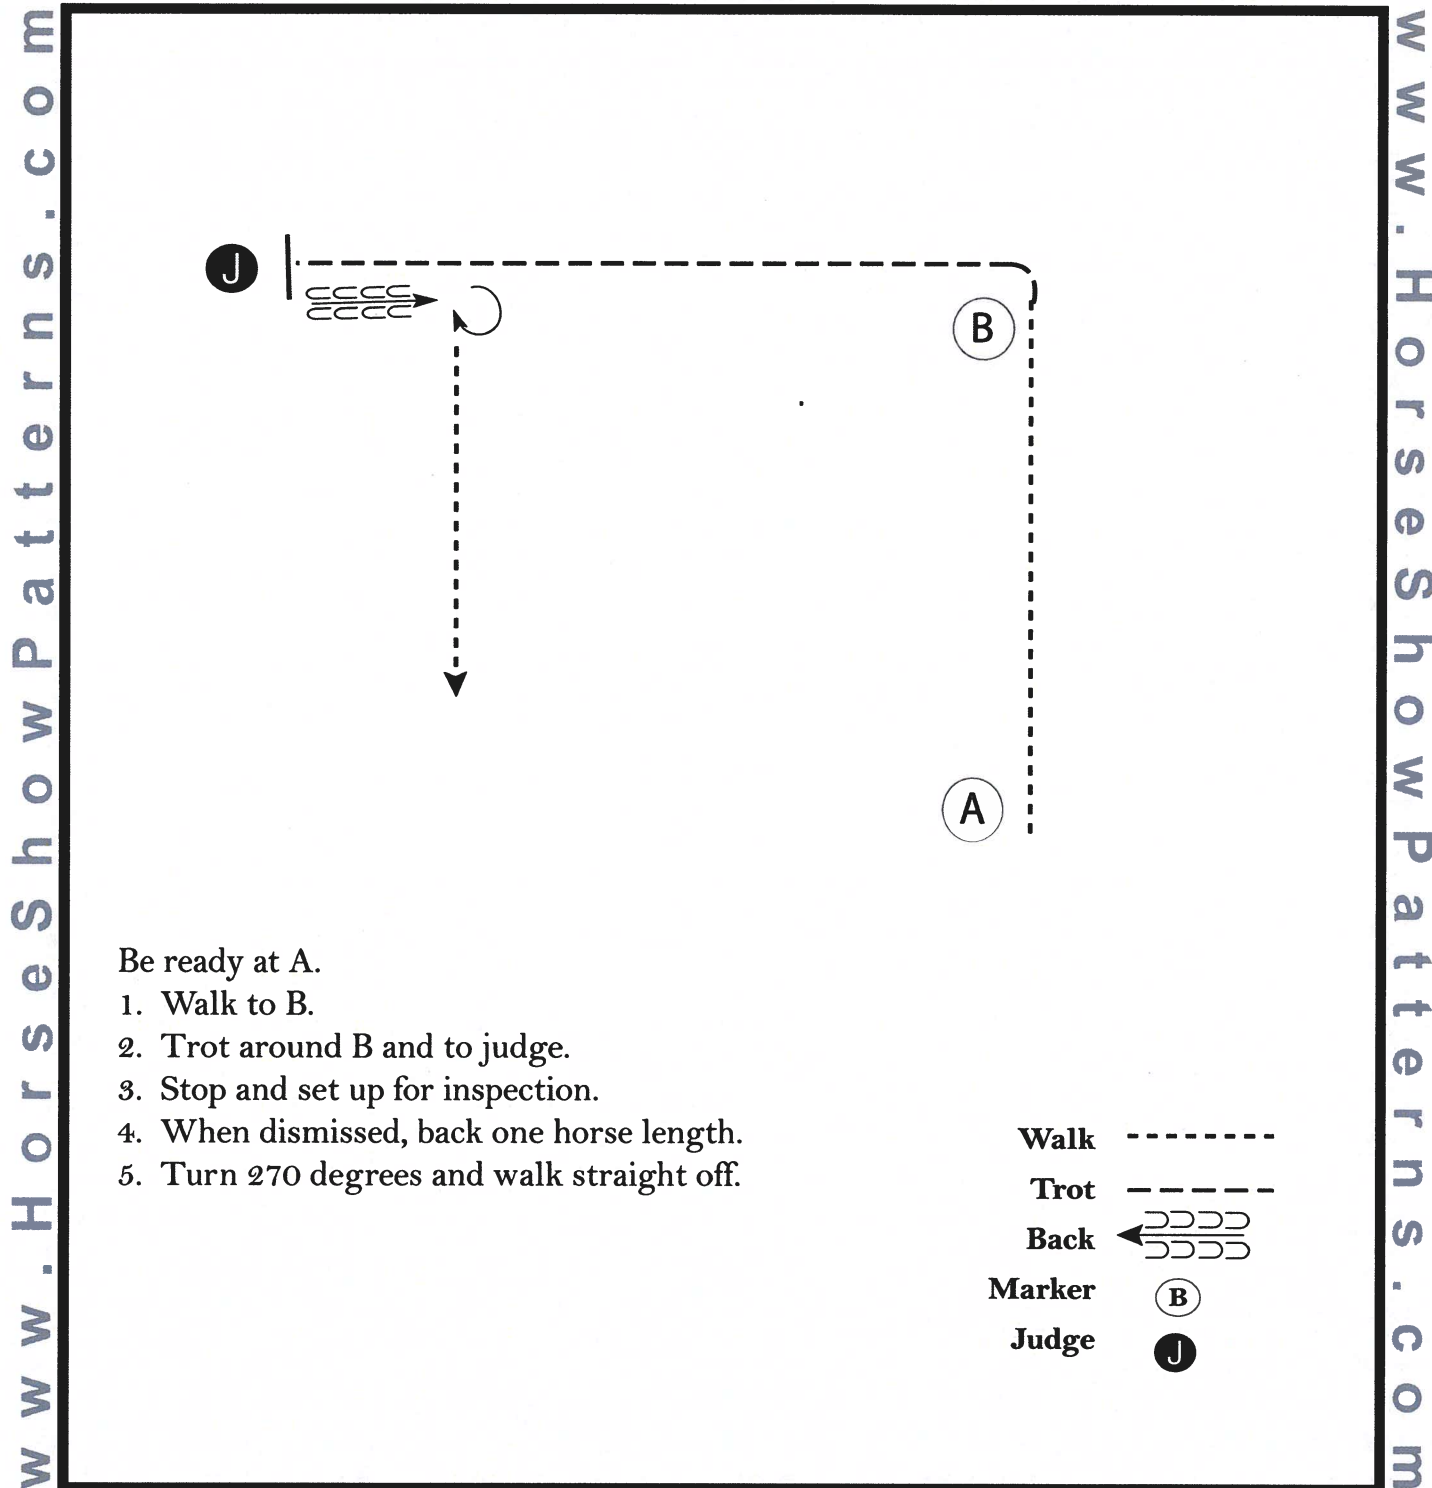 www.HorseShowPatterns.com
www.HorseShowPatterns.com
J
B
A
Be ready at A.
1. Walk to B.
2. Trot around B and to judge.
3. Stop and set up for inspection.
4. When dismissed, back one horse length.
5. Turn 270 degrees and walk straight off.
Walk
Trot
Back
Marker B
Judge J